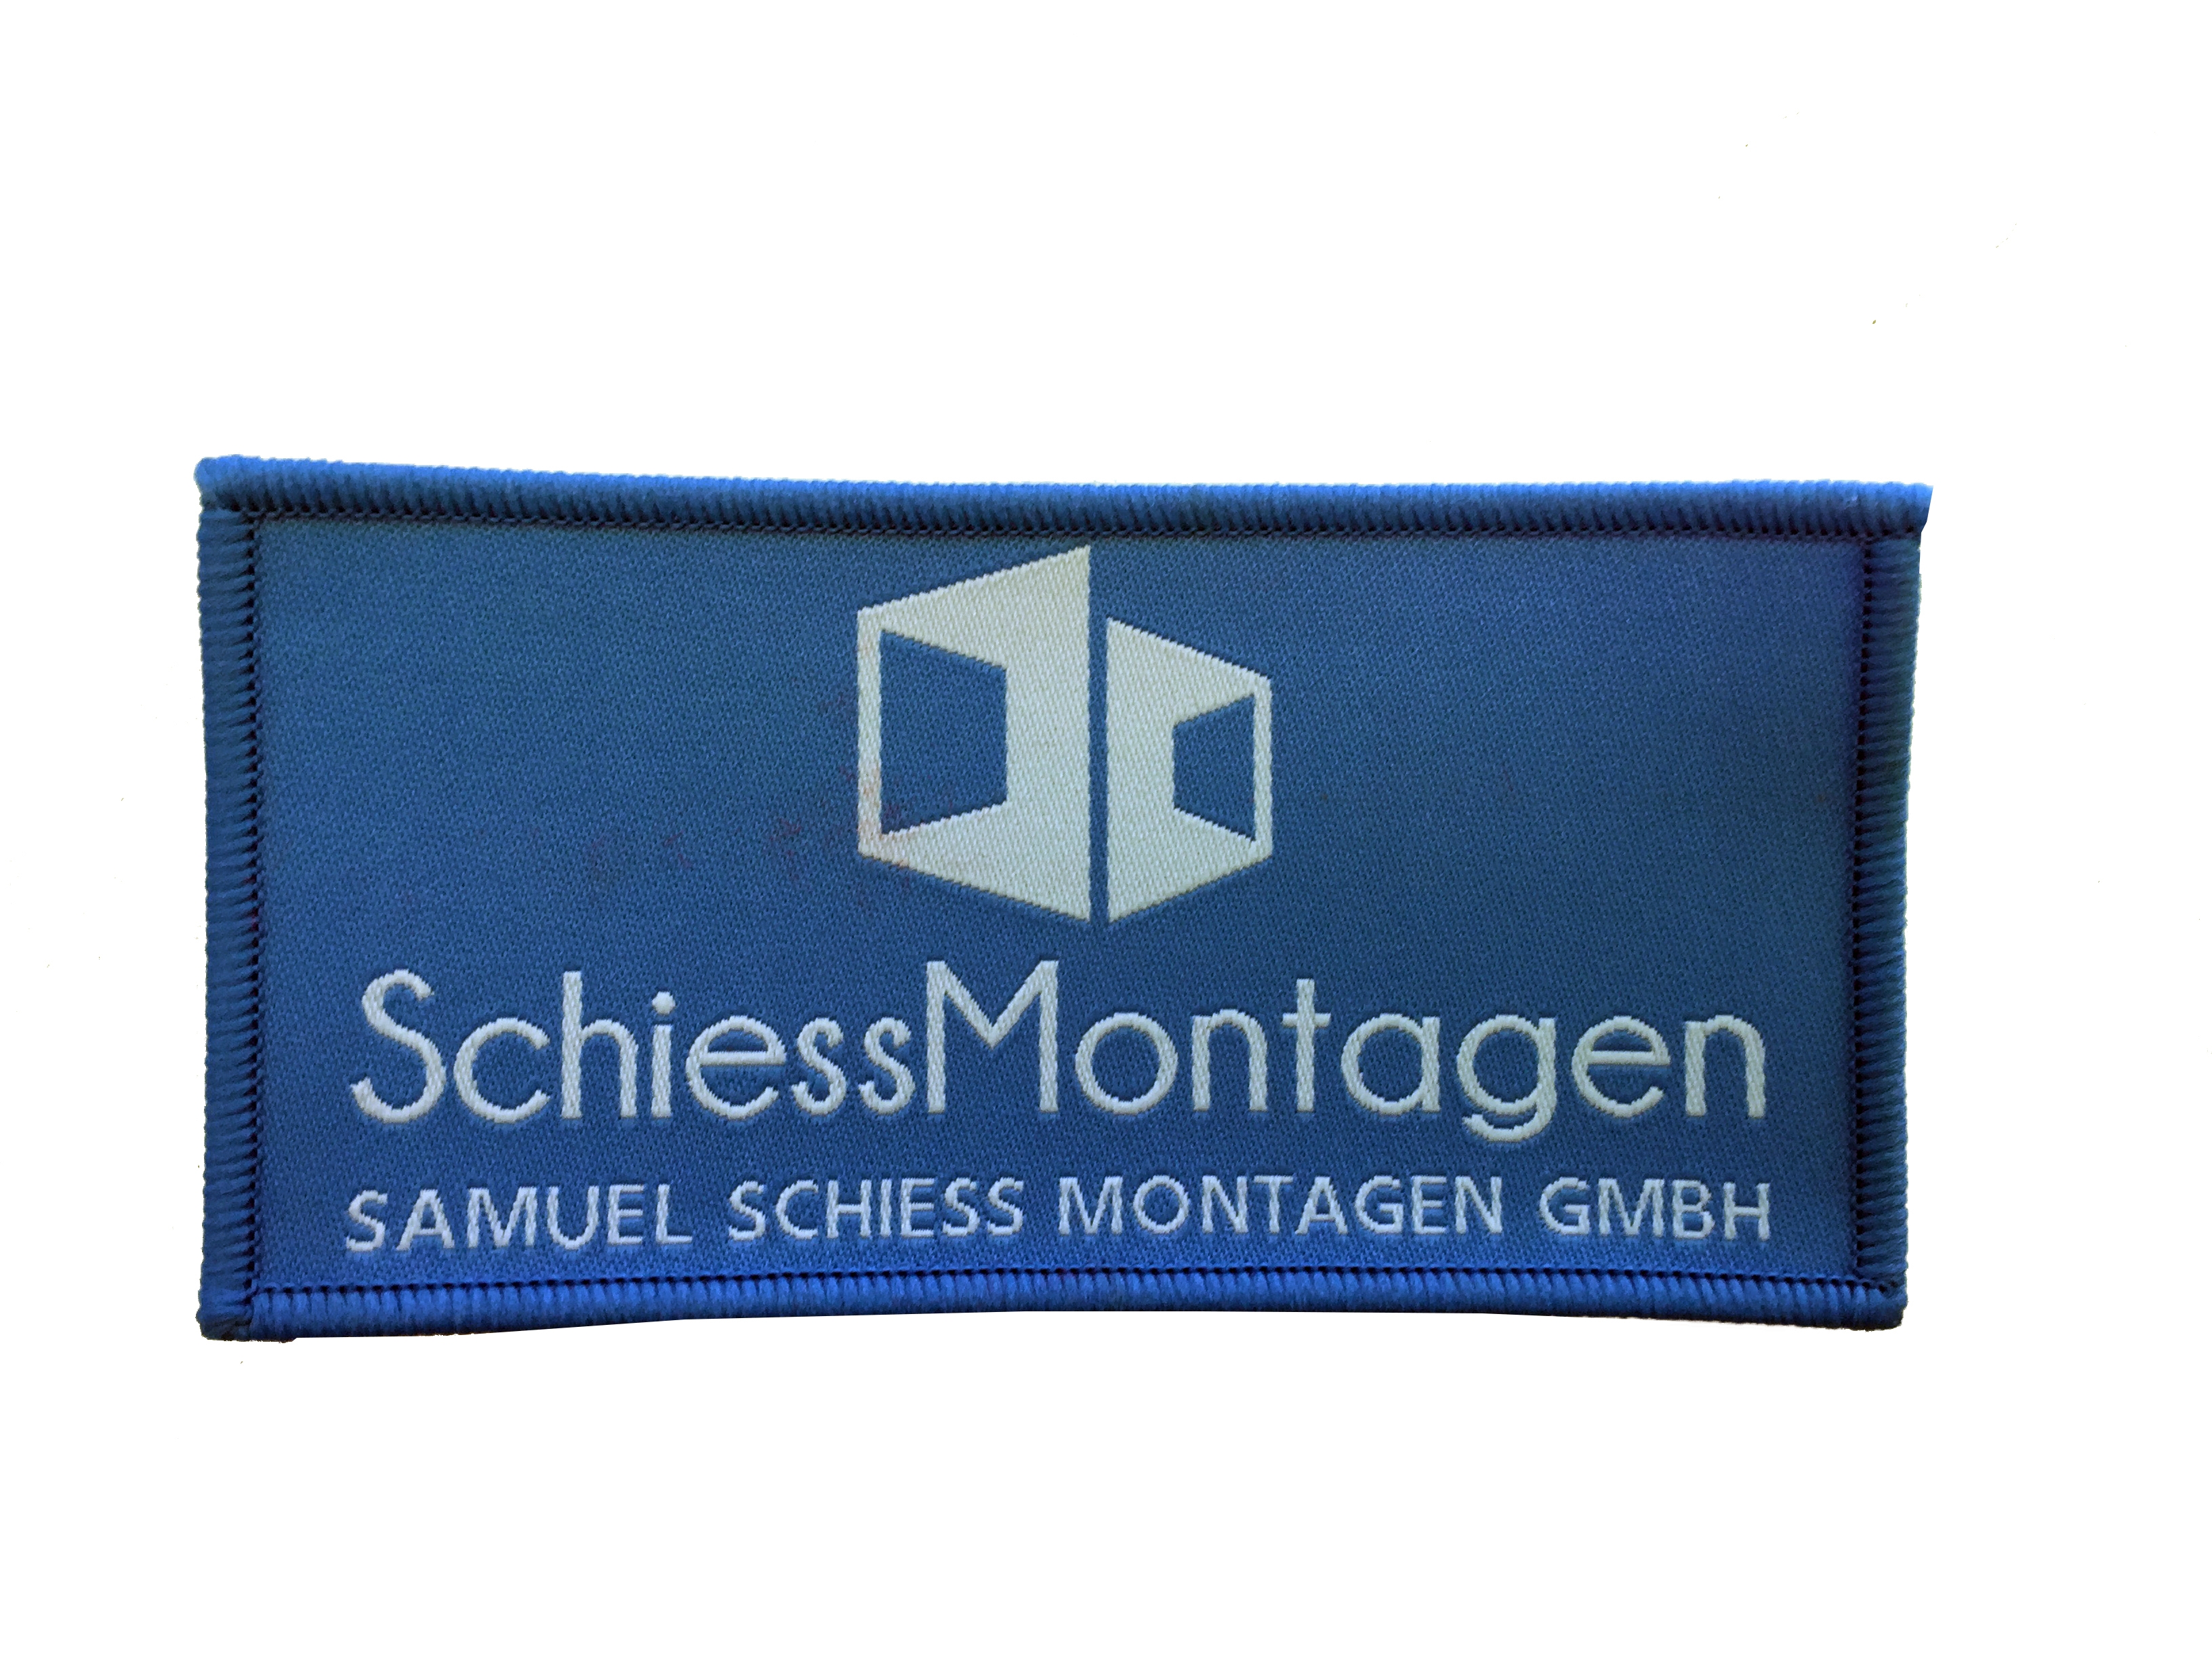 SchiessMontagen
SAMUEL SCHIESS MONTAGEN GMBH